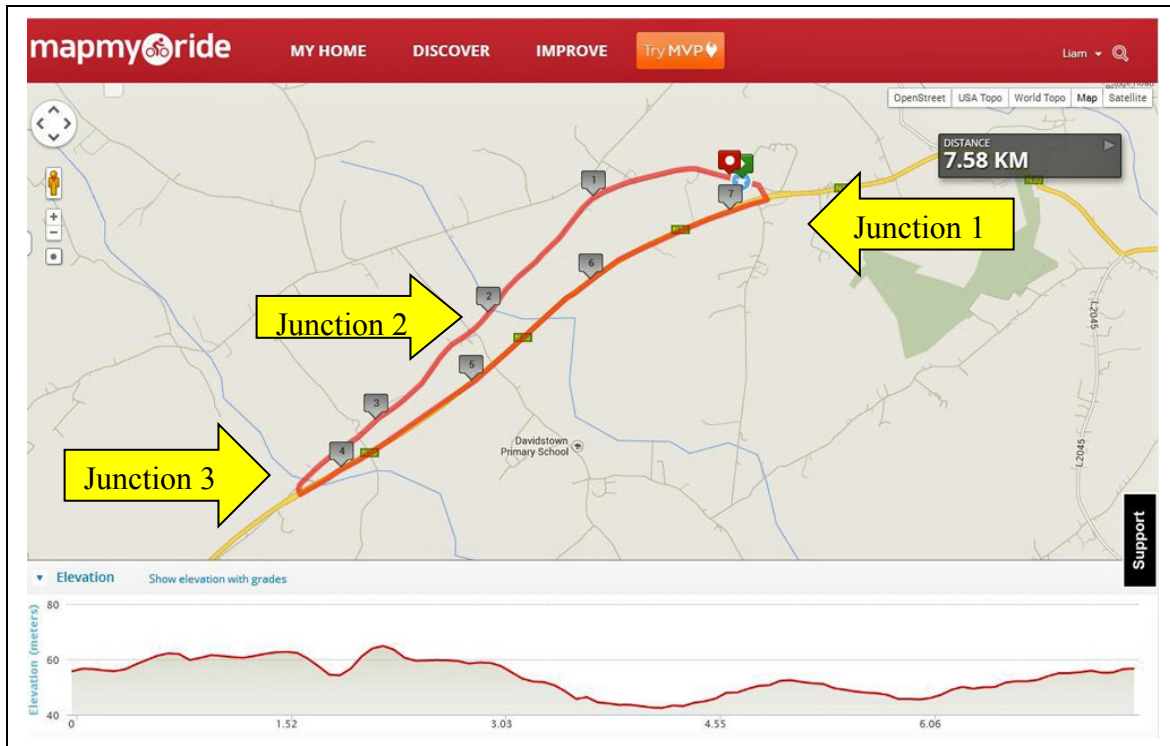 mapmyride
MY HOME DISCOVER IMPROVE Try MVP Liam
OpenStreet USA Topo World Topo Map Satellite
DISTANCE
7.58 KM
1
7
Junction 1
6
2
Junction 2
L2045
5
3
Davidstown
Primary School
4
L2045
Junction 3
Support
Elevation Show elevation with grades
Elevation (meters)
80
60
40
0 1.52 3.03 4.55 6.06